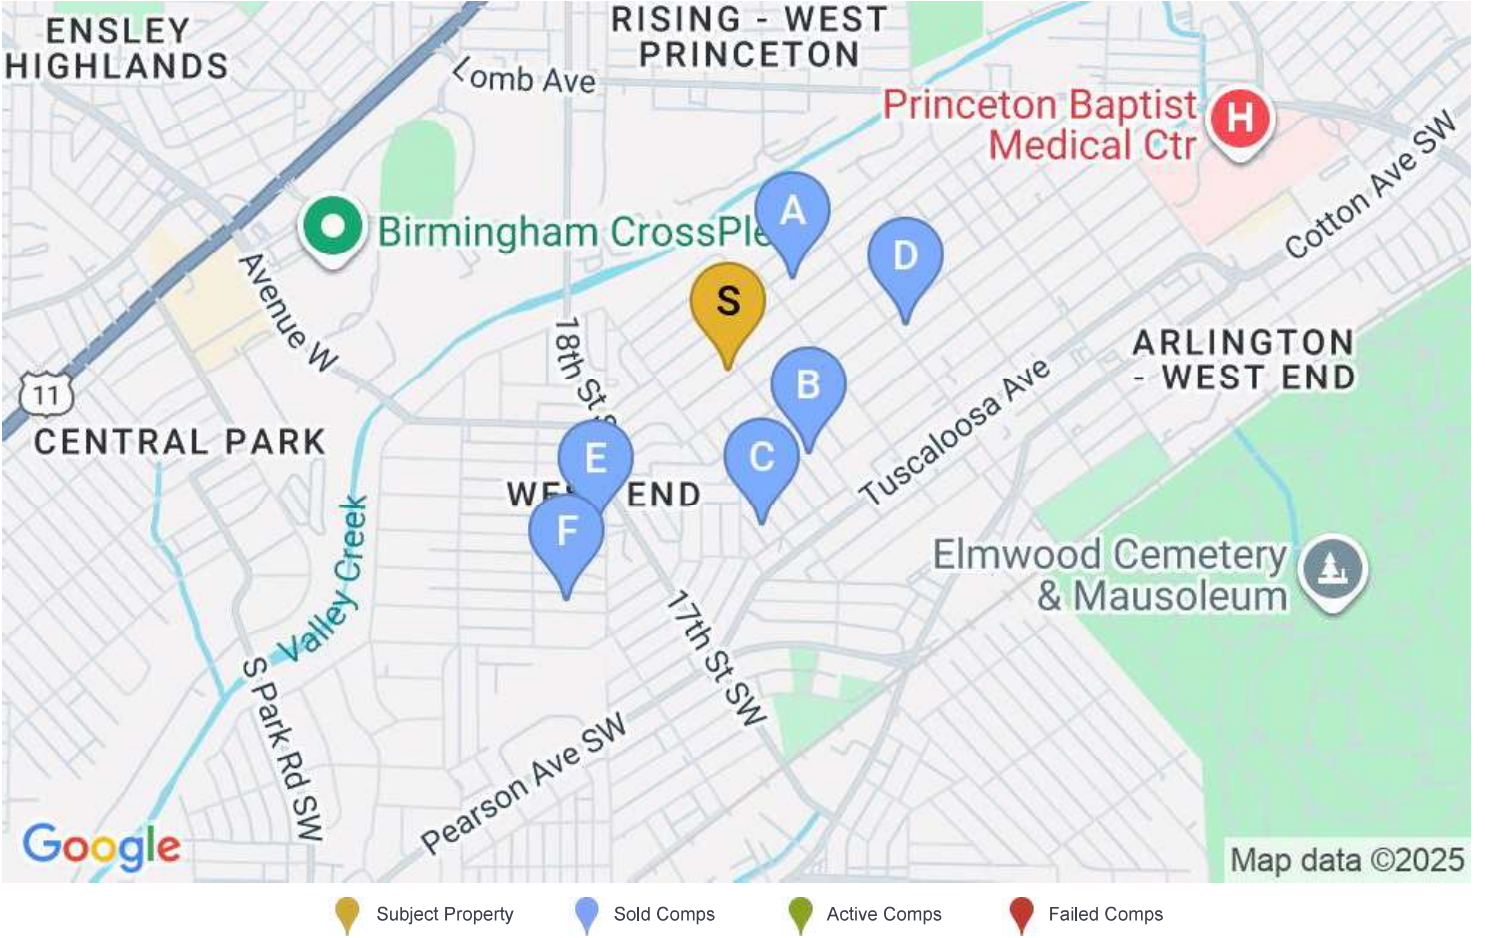 ENSLEY
HIGHLANDS
RISING - WEST
PRINCETON
Lomb Ave
Princeton Baptist
Medical Ctr
H
Cotton Ave SW
A
Birmingham CrossPle
D
S
Avenue W
18th St S
ARLINGTON
- WEST END
B
Tuscaloosa Ave
11
CENTRAL PARK
E
C
WES END
F
Valley Creek
Elmwood Cemetery
& Mausoleum
17th St SW
S Park Rd SW
Pearson Ave SW
Google
Map data ©2025
Subject Property
Sold Comps
Active Comps
Failed Comps